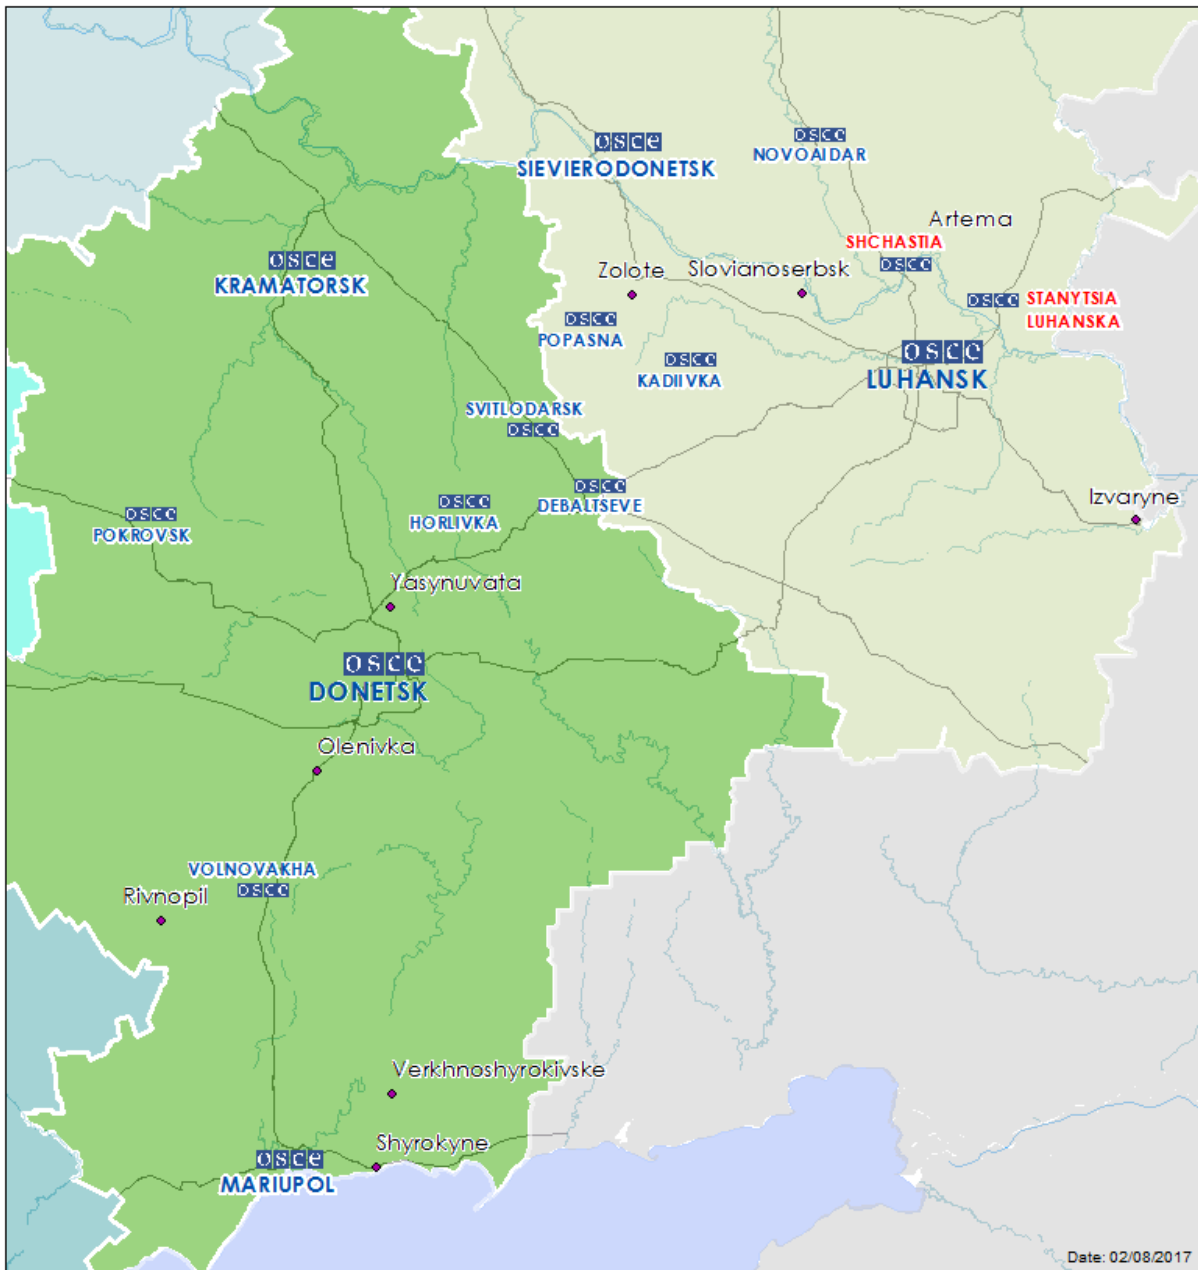 osce
SIEVIERODONETSK
osce
NOVOAIDAR
Artema
SHCHASTIA
osce
osce
KRAMATORSK
Zolote
Slovianoserbsk
osce
STANYTSIA
LUHANSKA
osce
POPASNA
osce
KADIIVKA
osce
LUHANSK
SVITLODARSK
osce
osce
DEBALTSEVE
osce
HORLIVKA
osce
POKROVSK
Izvaryne
Yasynuvata
osce
DONETSK
Olenivka
VOLNOVAKHA
osce
Rivnopil
Verkhnoshyrokivske
Shyrokyne
osce
MARIUPOL
Date: 02/08/2017